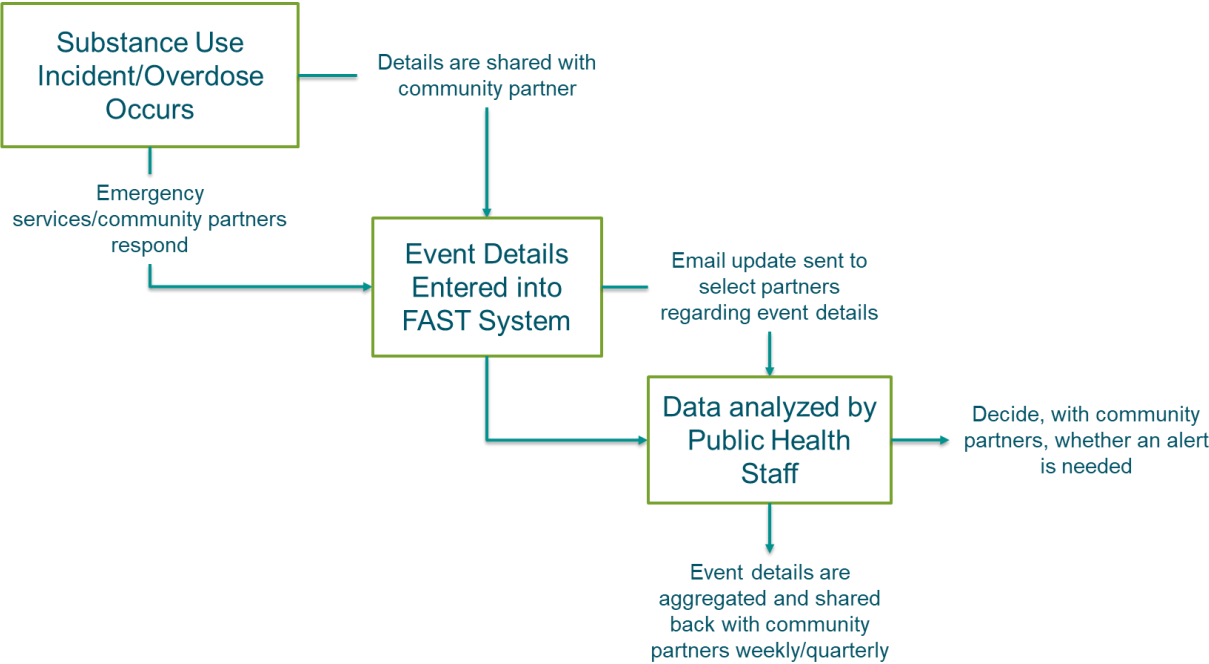 Substance Use
Incident/Overdose
Occurs
Details are shared with
community partner
Emergency
services/community partners
respond
Event Details
Entered into
FAST System
Email update sent to
select partners
regarding event details
Data analyzed by
Public Health
Staff
Decide, with community
partners, whether an alert
is needed
Event details are
aggregated and shared
back with community
partners weekly/quarterly